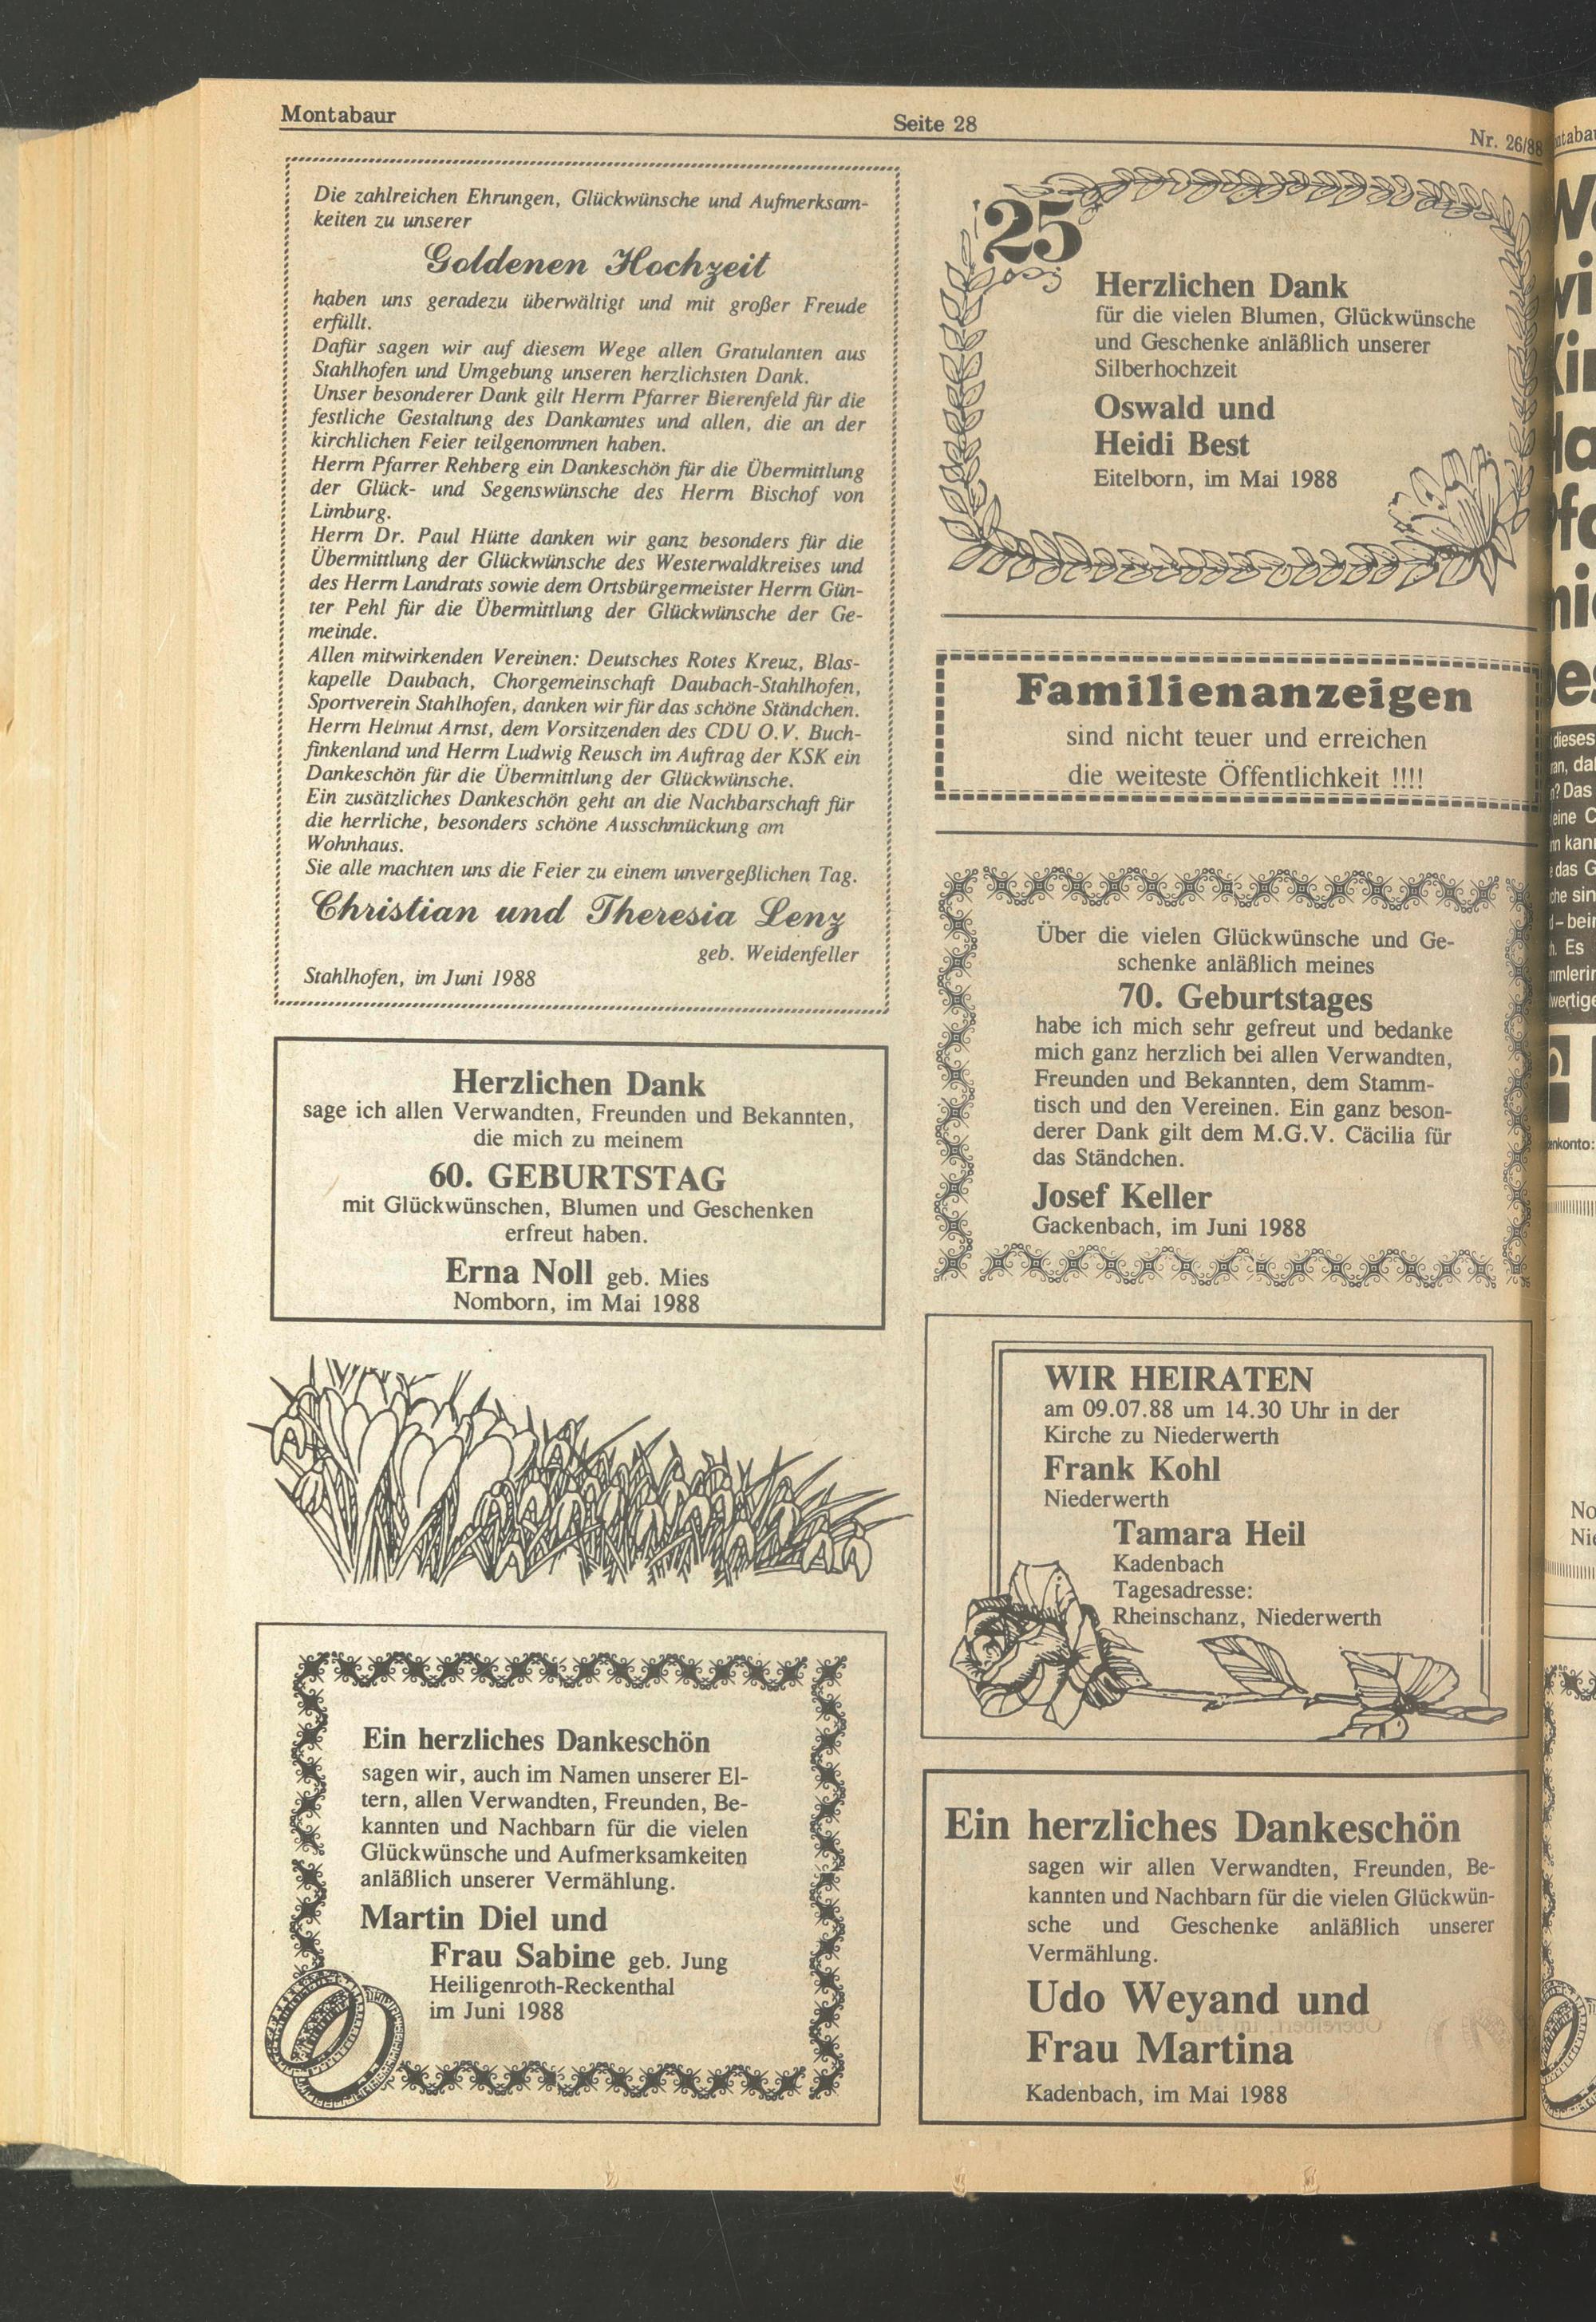 Montabaur
Seite 28
Nr. 26/88
Die zahlreichen Ehrungen, Glückwünsche und Aufmerksam-
keiten zu unserer
Goldenen Hochzeit
haben uns geradezu überwältigt und mit großer Freude
erfüllt.
Dafür sagen wir auf diesem Wege allen Gratulanten aus
Stahlhofen und Umgebung unseren herzlichsten Dank.
Unser besonderer Dank gilt Herrn Pfarrer Bierenfeld für die
festliche Gestaltung des Dankamtes und allen, die an der
kirchlichen Feier teilgenommen haben.
Herrn Pfarrer Rehberg ein Dankeschön für die Übermittlung
der Glück- und Segenswünsche des Herrn Bischof von
Limburg.
Herrn Dr. Paul Hütte danken wir ganz besonders für die
Übermittlung der Glückwünsche des Westerwaldkreises und
des Herrn Landrats sowie dem Ortsbürgermeister Herrn Gün-
ter Pehl für die Übermittlung der Glückwünsche der Ge-
meinde.
Allen mitwirkenden Vereinen: Deutsches Rotes Kreuz, Blas-
kapelle Daubach, Chorgemeinschaft Daubach-Stahlhofen,
Sportverein Stahlhofen, danken wir für das schöne Ständchen.
Herrn Helmut Arnst, dem Vorsitzenden des CDU O.V. Buch-
finkenland und Herrn Ludwig Reusch im Auftrag der KSK ein
Dankeschön für die Übermittlung der Glückwünsche.
Ein zusätzliches Dankeschön geht an die Nachbarschaft für
die herrliche, besonders schöne Ausschmückung am
Wohnhaus.
Sie alle machten uns die Feier zu einem unvergeßlichen Tag.
Christian und Theresia Lenz
geb. Weidenfeller
Stahlhofen, im Juni 1988
Herzlichen Dank
sage ich allen Verwandten, Freunden und Bekannten,
die mich zu meinem
60. GEBURTSTAG
mit Glückwünschen, Blumen und Geschenken
erfreut haben.
Erna Noll geb. Mies
Nomborn, im Mai 1988
Ein herzliches Dankeschön
sagen wir, auch im Namen unserer El-
tern, allen Verwandten, Freunden, Be-
kannten und Nachbarn für die vielen
Glückwünsche und Aufmerksamkeiten
anläßlich unserer Vermählung.
Martin Diel und
Frau Sabine geb. Jung
Heiligenroth-Reckenthal
im Juni 1988
25
Herzlichen Dank
für die vielen Blumen, Glückwünsche
und Geschenke anläßlich unserer
Silberhochzeit
Oswald und
Heidi Best
Eitelborn, im Mai 1988
Familienanzeigen
sind nicht teuer und erreichen
die weiteste Öffentlichkeit !!!!
Über die vielen Glückwünsche und Ge-
schenke anläßlich meines
70. Geburtstages
habe ich mich sehr gefreut und bedanke
mich ganz herzlich bei allen Verwandten,
Freunden und Bekannten, dem Stamm-
tisch und den Vereinen. Ein ganz beson-
derer Dank gilt dem M.G.V. Cäcilia für
das Ständchen.
Josef Keller
Gackenbach, im Juni 1988
WIR HEIRATEN
am 09.07.88 um 14.30 Uhr in der
Kirche zu Niederwerth
Frank Kohl
Niederwerth
Tamara Heil
Kadenbach
Tagesadresse:
Rheinschanz, Niederwerth
Ein herzliches Dankeschön
sagen wir allen Verwandten, Freunden, Be-
kannten und Nachbarn für die vielen Glückwün-
sche und Geschenke anläßlich unserer
Vermählung.
Udo Weyand und
Frau Martina
Kadenbach, im Mai 1988